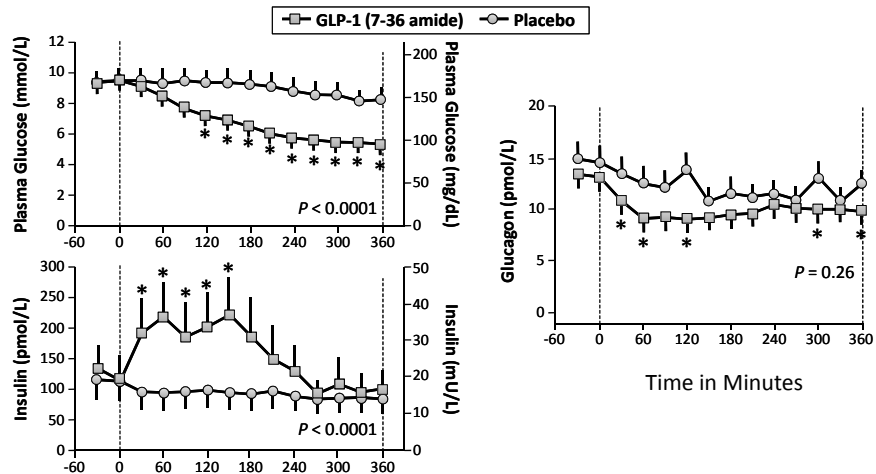 GLP-1 (7-36 amide) Placebo
Plasma Glucose (mmol/L)
12
10
8
6
4
2
0
200
150
100
50
0
Plasma Glucose (mg/dL)
* * * * * * * * *
P < 0.0001
-60 0 60 120 180 240 300 360
Insulin (pmol/L)
300
250
200
150
100
50
0
50
40
30
20
10
0
Insulin (mU/L)
* * * * *
P < 0.0001
-60 0 60 120 180 240 300 360
Glucagon (pmol/L)
20
15
10
5
0
* * * * *
P = 0.26
-60 0 60 120 180 240 300 360
Time in Minutes